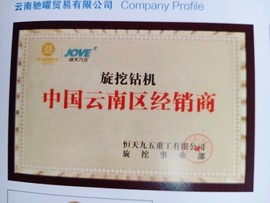 云南驰曜贸易有限公司 Company Profile
JOVE
旋挖钻机
中国云南区经销商
恒天九五重工有限公司
旋挖事业部